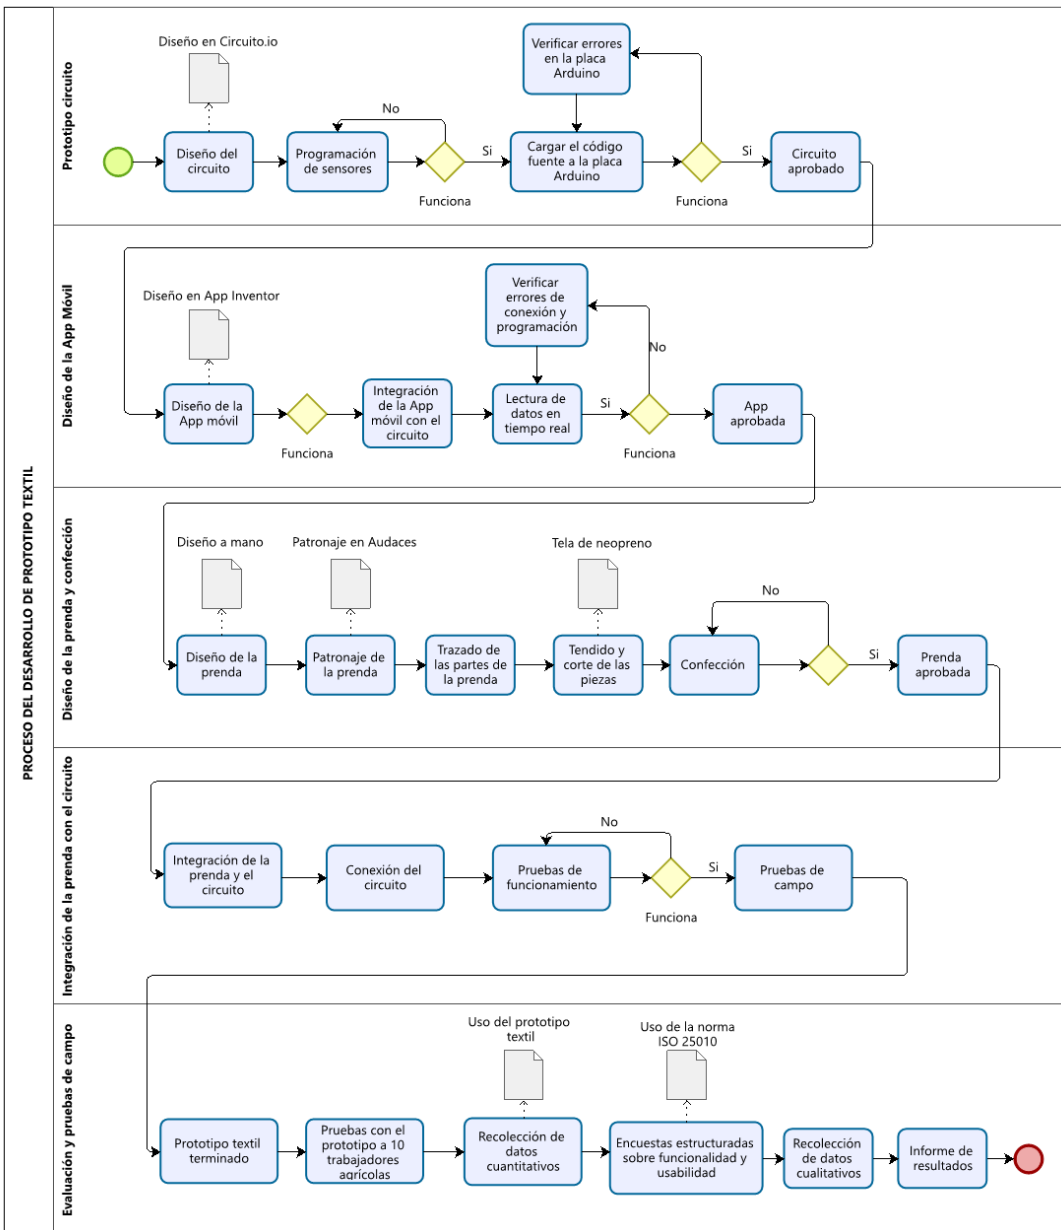 PROCESO DEL DESARROLLO DE PROTOTIPO TEXTIL
Prototipo circuito
Diseño en Circuito.io
Diseño del
circuito
Programación
de sensores
No
Funciona
Si
Verificar errores
en la placa
Arduino
Cargar el código
fuente a la placa
Arduino
Funciona
Si
Circuito
aprobado
Diseño de la App Móvil
Diseño en App Inventor
Diseño de la
App móvil
Funciona
Integración
de la App
móvil con el
circuito
Verificar
errores de
conexión y
programación
Lectura de
datos en
tiempo real
Si
No
Funciona
App
aprobada
Diseño de la prenda y confección
Diseño a mano
Diseño de la
prenda
Patronaje en Audaces
Patronaje de
la prenda
Trazado de
las partes de
la prenda
Tela de neopreno
Tendido y
corte de las
piezas
Confección
No
Si
Prenda
aprobada
Integración de la prenda con el circuito
Integración de la
prenda y el
circuito
Conexión del
circuito
Pruebas de
funcionamiento
No
Funciona
Si
Pruebas de
campo
Evaluación y pruebas de campo
Prototipo textil
terminado
Pruebas con el
prototipo a 10
trabajadores
agrícolas
Uso del prototipo
textil
Recolección de
datos
cuantitativos
Uso de la norma
ISO 25010
Encuestas estructuradas
sobre funcionalidad y
usabilidad
Recolección
de datos
cualitativos
Informe de
resultados